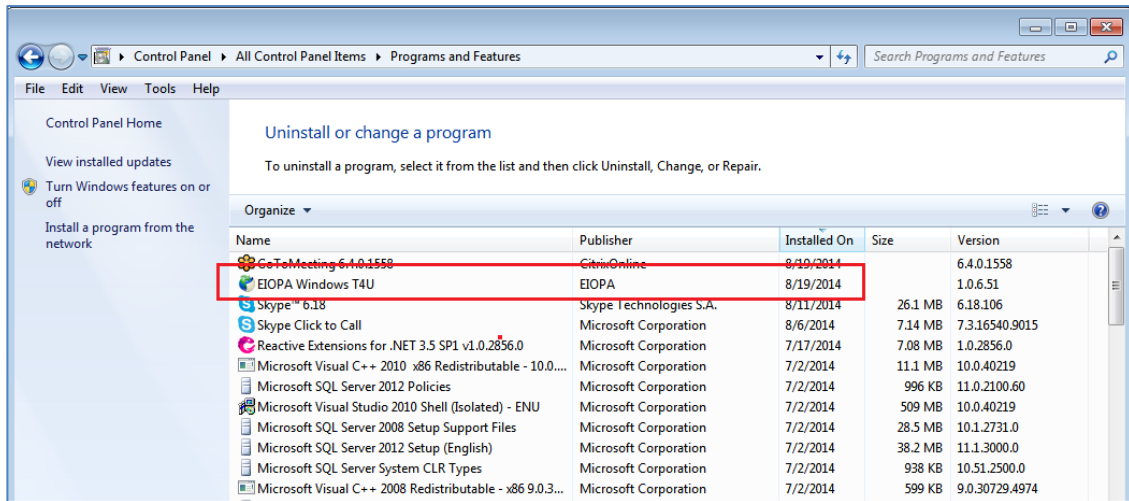 Control Panel All Control Panel Items Programs and Features Search Programs and Features
File Edit View Tools Help
Control Panel Home
View installed updates
Turn Windows features on or
off
Install a program from the
network
Uninstall or change a program
To uninstall a program, select it from the list and then click Uninstall, Change, or Repair.
Organize
Name Publisher Installed On Size Version
GoToMeeting 6.4.0.1558 CitrixOnline 8/19/2014 6.4.0.1558
EIOPA Windows T4U EIOPA 8/19/2014 1.0.6.51
Skype™ 6.18 Skype Technologies S.A. 8/11/2014 26.1 MB 6.18.106
Skype Click to Call Microsoft Corporation 8/6/2014 7.14 MB 7.3.16540.9015
Reactive Extensions for .NET 3.5 SP1 v1.0.2856.0 Microsoft Corporation 7/17/2014 7.08 MB 1.0.2856.0
Microsoft Visual C++ 2010 x86 Redistributable - 10.0.... Microsoft Corporation 7/2/2014 11.1 MB 10.0.40219
Microsoft SQL Server 2012 Policies Microsoft Corporation 7/2/2014 996 KB 11.0.2100.60
Microsoft Visual Studio 2010 Shell (Isolated) - ENU Microsoft Corporation 7/2/2014 509 MB 10.0.40219
Microsoft SQL Server 2008 Setup Support Files Microsoft Corporation 7/2/2014 28.5 MB 10.1.2731.0
Microsoft SQL Server 2012 Setup (English) Microsoft Corporation 7/2/2014 38.2 MB 11.1.3000.0
Microsoft SQL Server System CLR Types Microsoft Corporation 7/2/2014 938 KB 10.51.2500.0
Microsoft Visual C++ 2008 Redistributable - x86 9.0.3... Microsoft Corporation 7/2/2014 599 KB 9.0.30729.4974